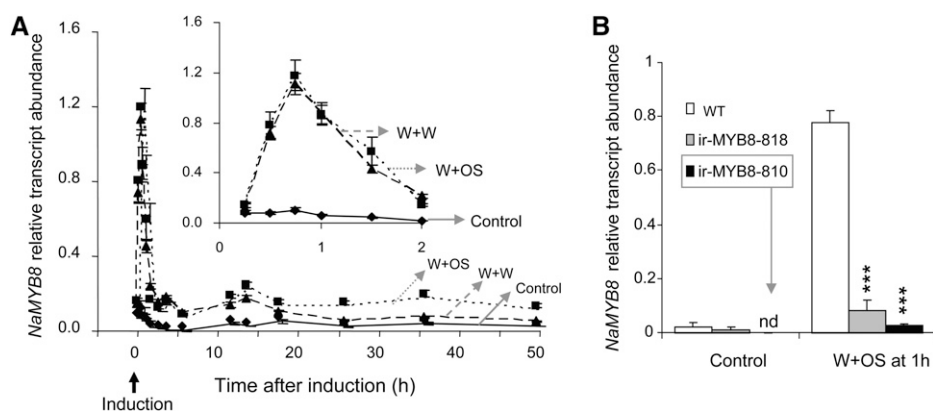 A
NaMYB8 relative transcript abundance
1.6
1.2
0.8
0.4
0.0
1.6
1.2
0.8
0.4
0.0
0
1
2
W+W
W+OS
Control
W+OS
W+W
Control
0
10
20
30
40
50
Time after induction (h)
Induction
B
NaMYB8 relative transcript abundance
1
0.8
0.6
0.4
0.2
0
WT
ir-MYB8-818
ir-MYB8-810
nd
***
***
Control
W+OS at 1h